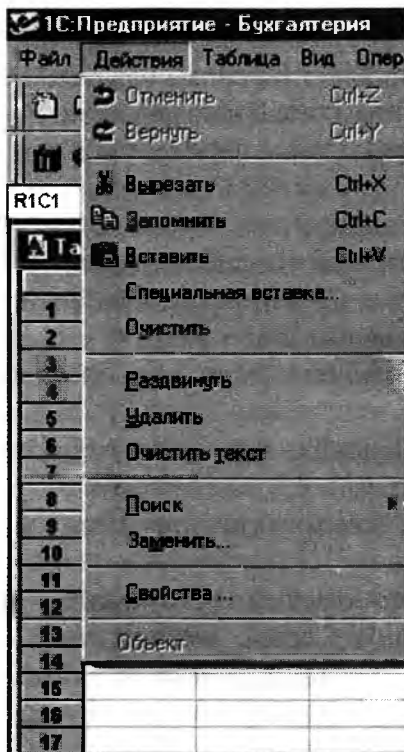 1С:Предприятие - Бухгалтерия
Файл Действия Таблица Вид Опер
Отменить Ctrl+Z
Вернуть Ctrl+Y
Вырезать Ctrl+X
R1C1
Запомнить Ctrl+C
Та
Вставить Ctrl+V
Специальная вставка...
1
Очистить
2
3
Раздвинуть
4
Удалить
5
6
Очистить текст
7
8
Поиск
9
Заменить...
10
11
Свойства ...
12
13
Объект
14
15
16
17